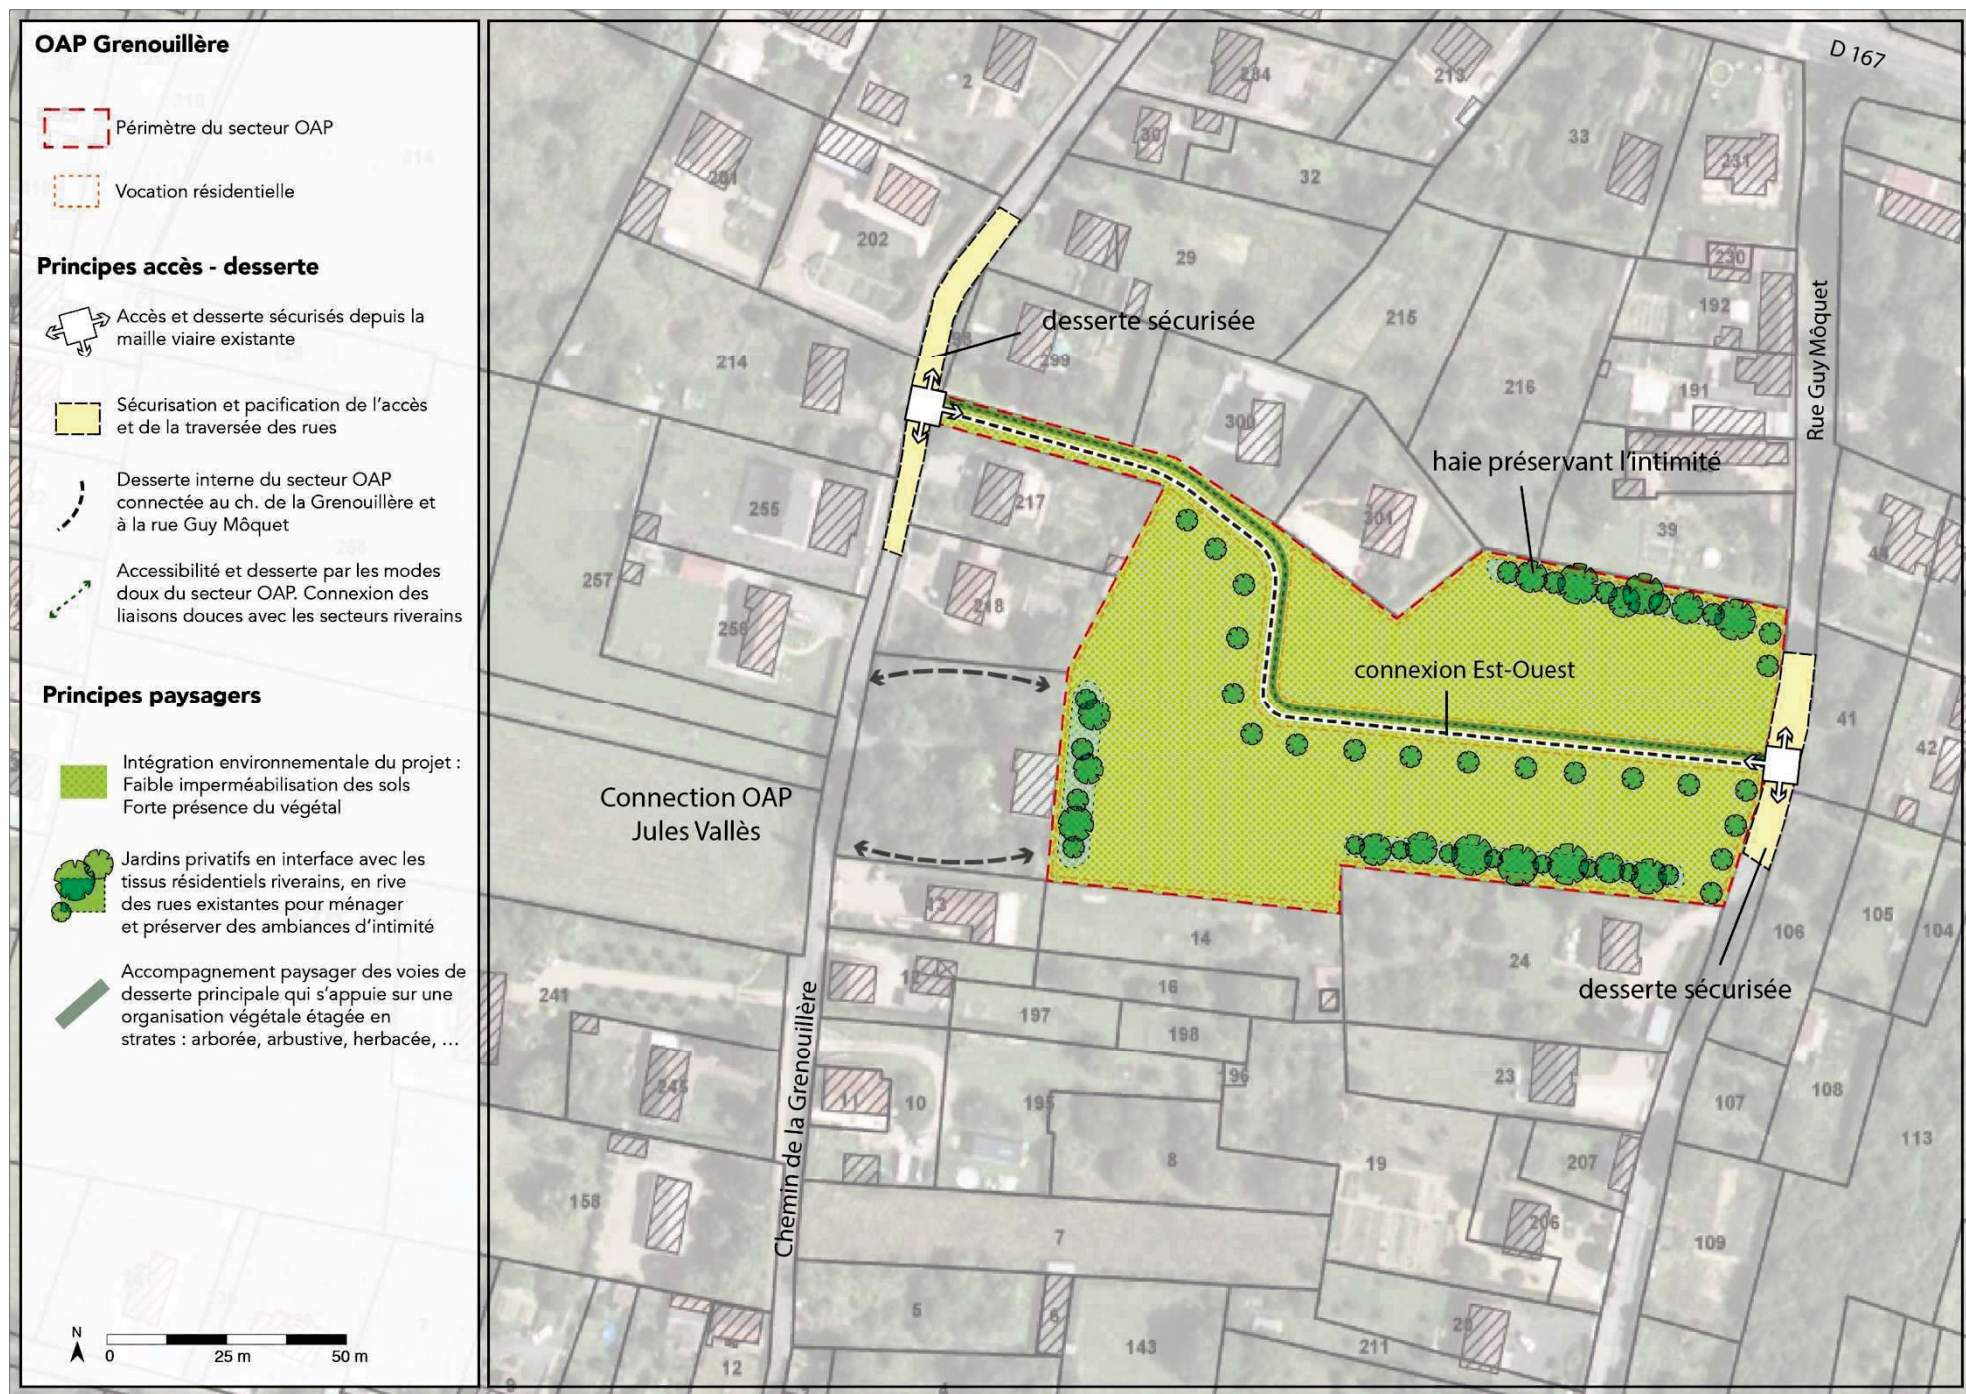 OAP Grenouillère
Périmètre du secteur OAP
Vocation résidentielle
Principes accès - desserte
Accès et desserte sécurisés depuis la
maille viaire existante
Sécurisation et pacification de l'accès
et de la traversée des rues
Desserte interne du secteur OAP
connectée au ch. de la Grenouillère et
à la rue Guy Môquet
Accessibilité et desserte par les modes
doux du secteur OAP. Connexion des
liaisons douces avec les secteurs riverains
Principes paysagers
Intégration environnementale du projet :
Faible imperméabilisation des sols
Forte présence du végétal
Jardins privatifs en interface avec les
tissus résidentiels riverains, en rive
des rues existantes pour ménager
et préserver des ambiances d'intimité
Accompagnement paysager des voies de
desserte principale qui s'appuie sur une
organisation végétale étagée en
strates : arborée, arbustive, herbacée, ...
N
0
25 m
50 m
D 167
2
234
213
30
33
231
201
32
202
29
230
192
215
desserte sécurisée
299
214
216
191
Rue Guy Môquet
300
haie préservant l'intimité
301
217
255
39
257
218
256
connexion Est-Ouest
41
42
Connection OAP
Jules Vallès
13
14
24
106
105
104
desserte sécurisée
241
16
197
198
Chemin de la Grenouillère
245
11
10
195
196
23
107
108
113
8
19
207
158
206
7
109
5
6
143
211
20
12